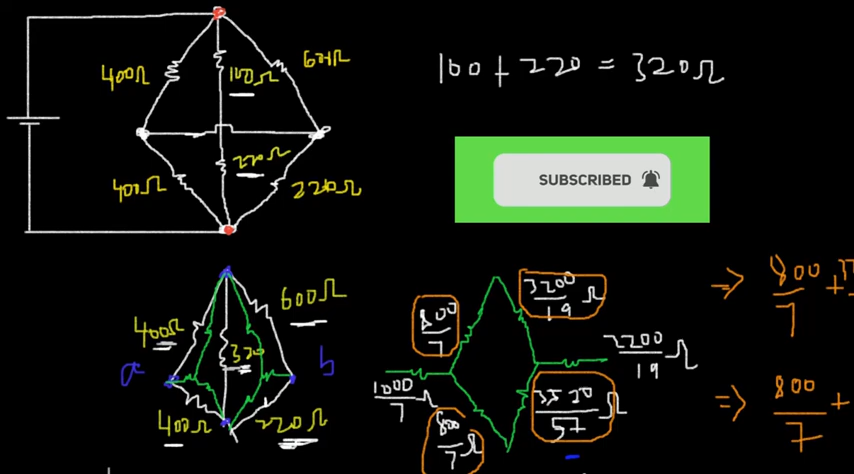 400Ω
100Ω
600Ω
100 + 220 = 320Ω
220Ω
400Ω
220Ω
SUBSCRIBED
600Ω
400Ω
320
a
b
400Ω
220Ω
800/7
3200/19 Ω
2200/19 Ω
1000/7 Ω
800/7 Ω
3520/57 Ω
⇒ 800/7 +
⇒ 800/7 +